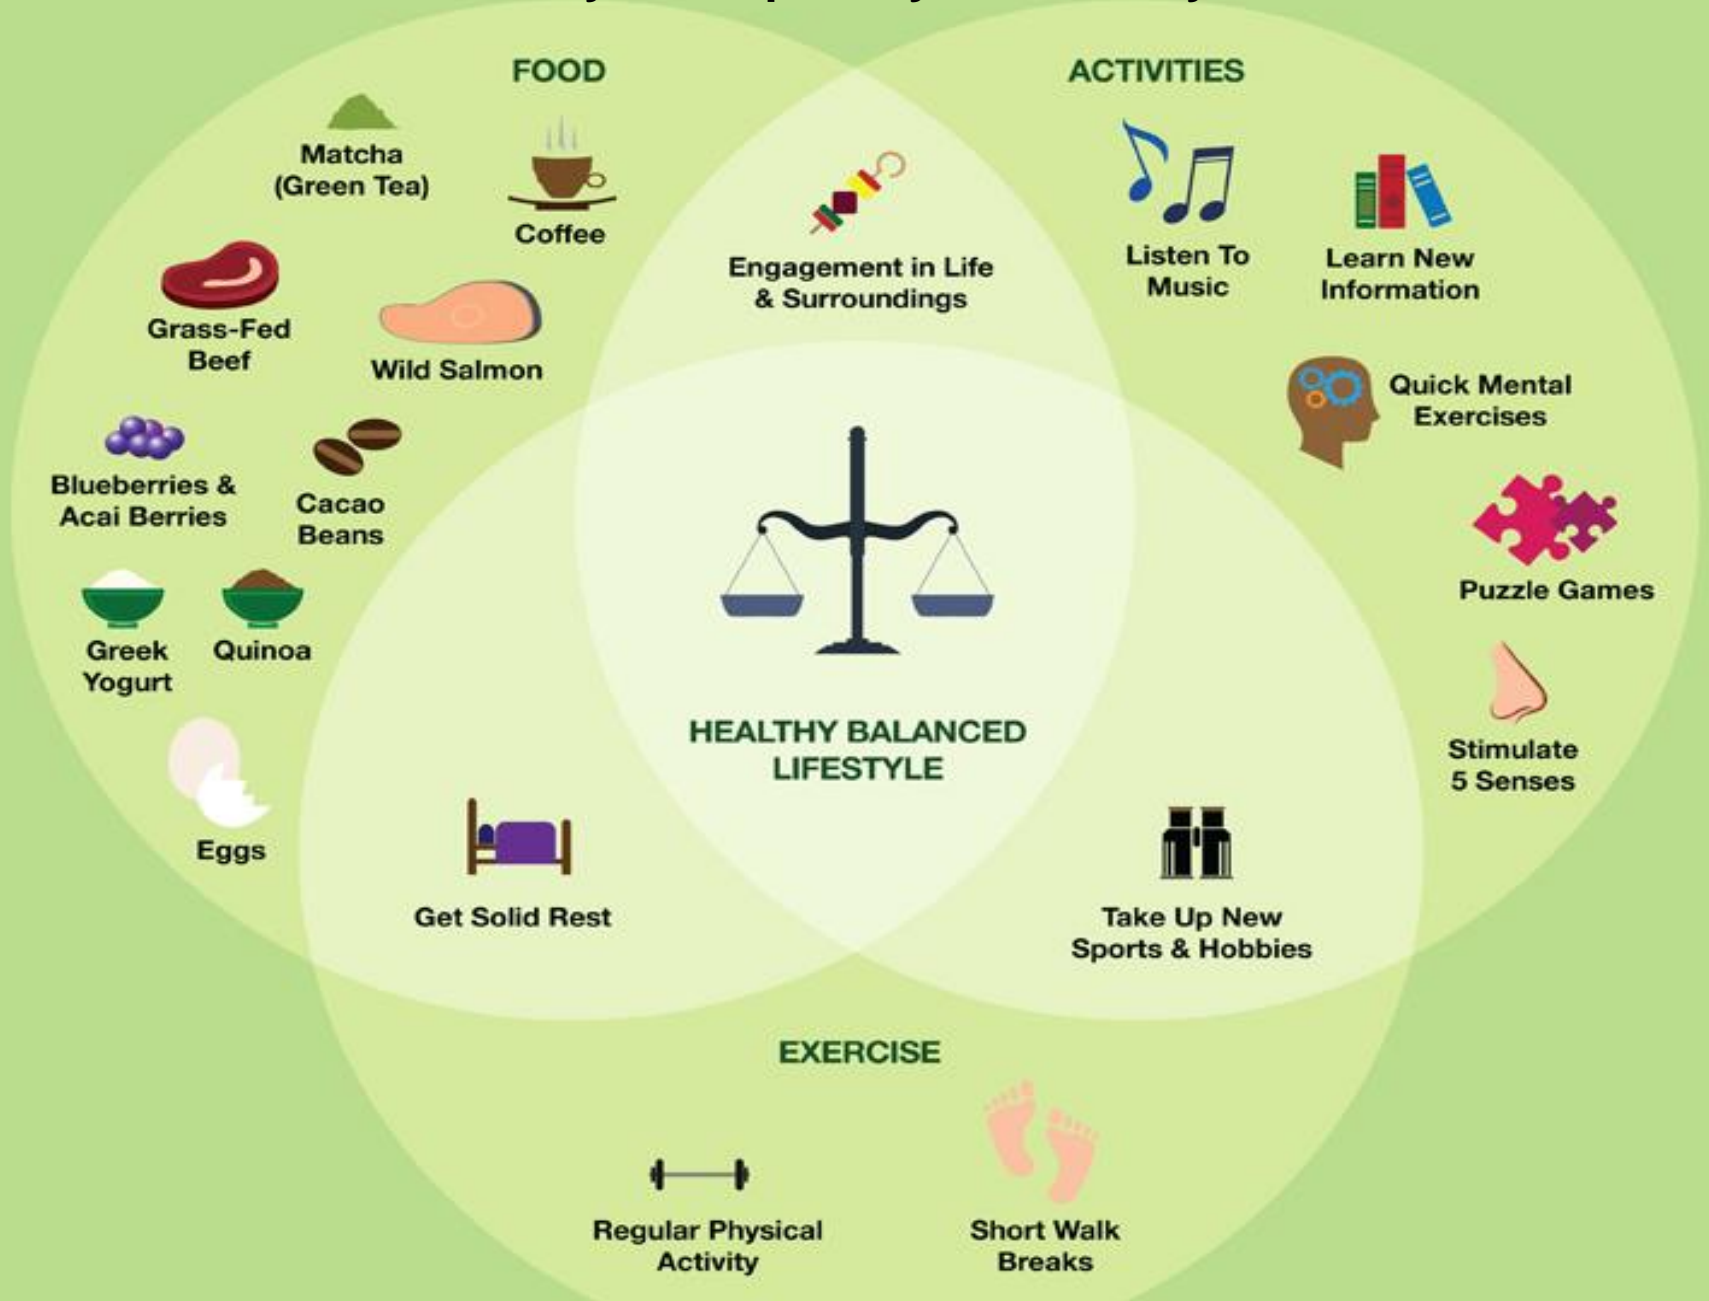 FOOD
Matcha
(Green Tea)
Coffee
Grass-Fed
Beef
Wild Salmon
Blueberries &
Acai Berries
Cacao
Beans
Greek
Yogurt
Quinoa
Eggs
Engagement in Life
& Surroundings
ACTIVITIES
Listen To
Music
Learn New
Information
Quick Mental
Exercises
Puzzle Games
Stimulate
5 Senses
HEALTHY BALANCED
LIFESTYLE
Get Solid Rest
Take Up New
Sports & Hobbies
EXERCISE
Regular Physical
Activity
Short Walk
Breaks